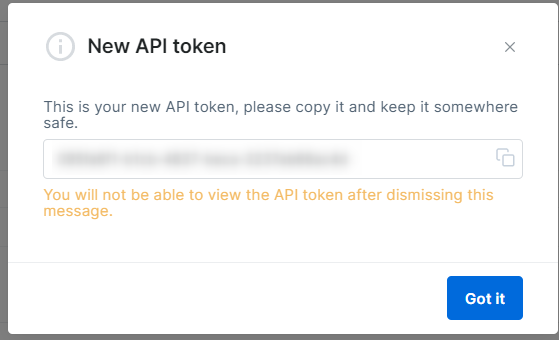 New API token
This is your new API token, please copy it and keep it somewhere
safe.
You will not be able to view the API token after dismissing this
message.
Got it